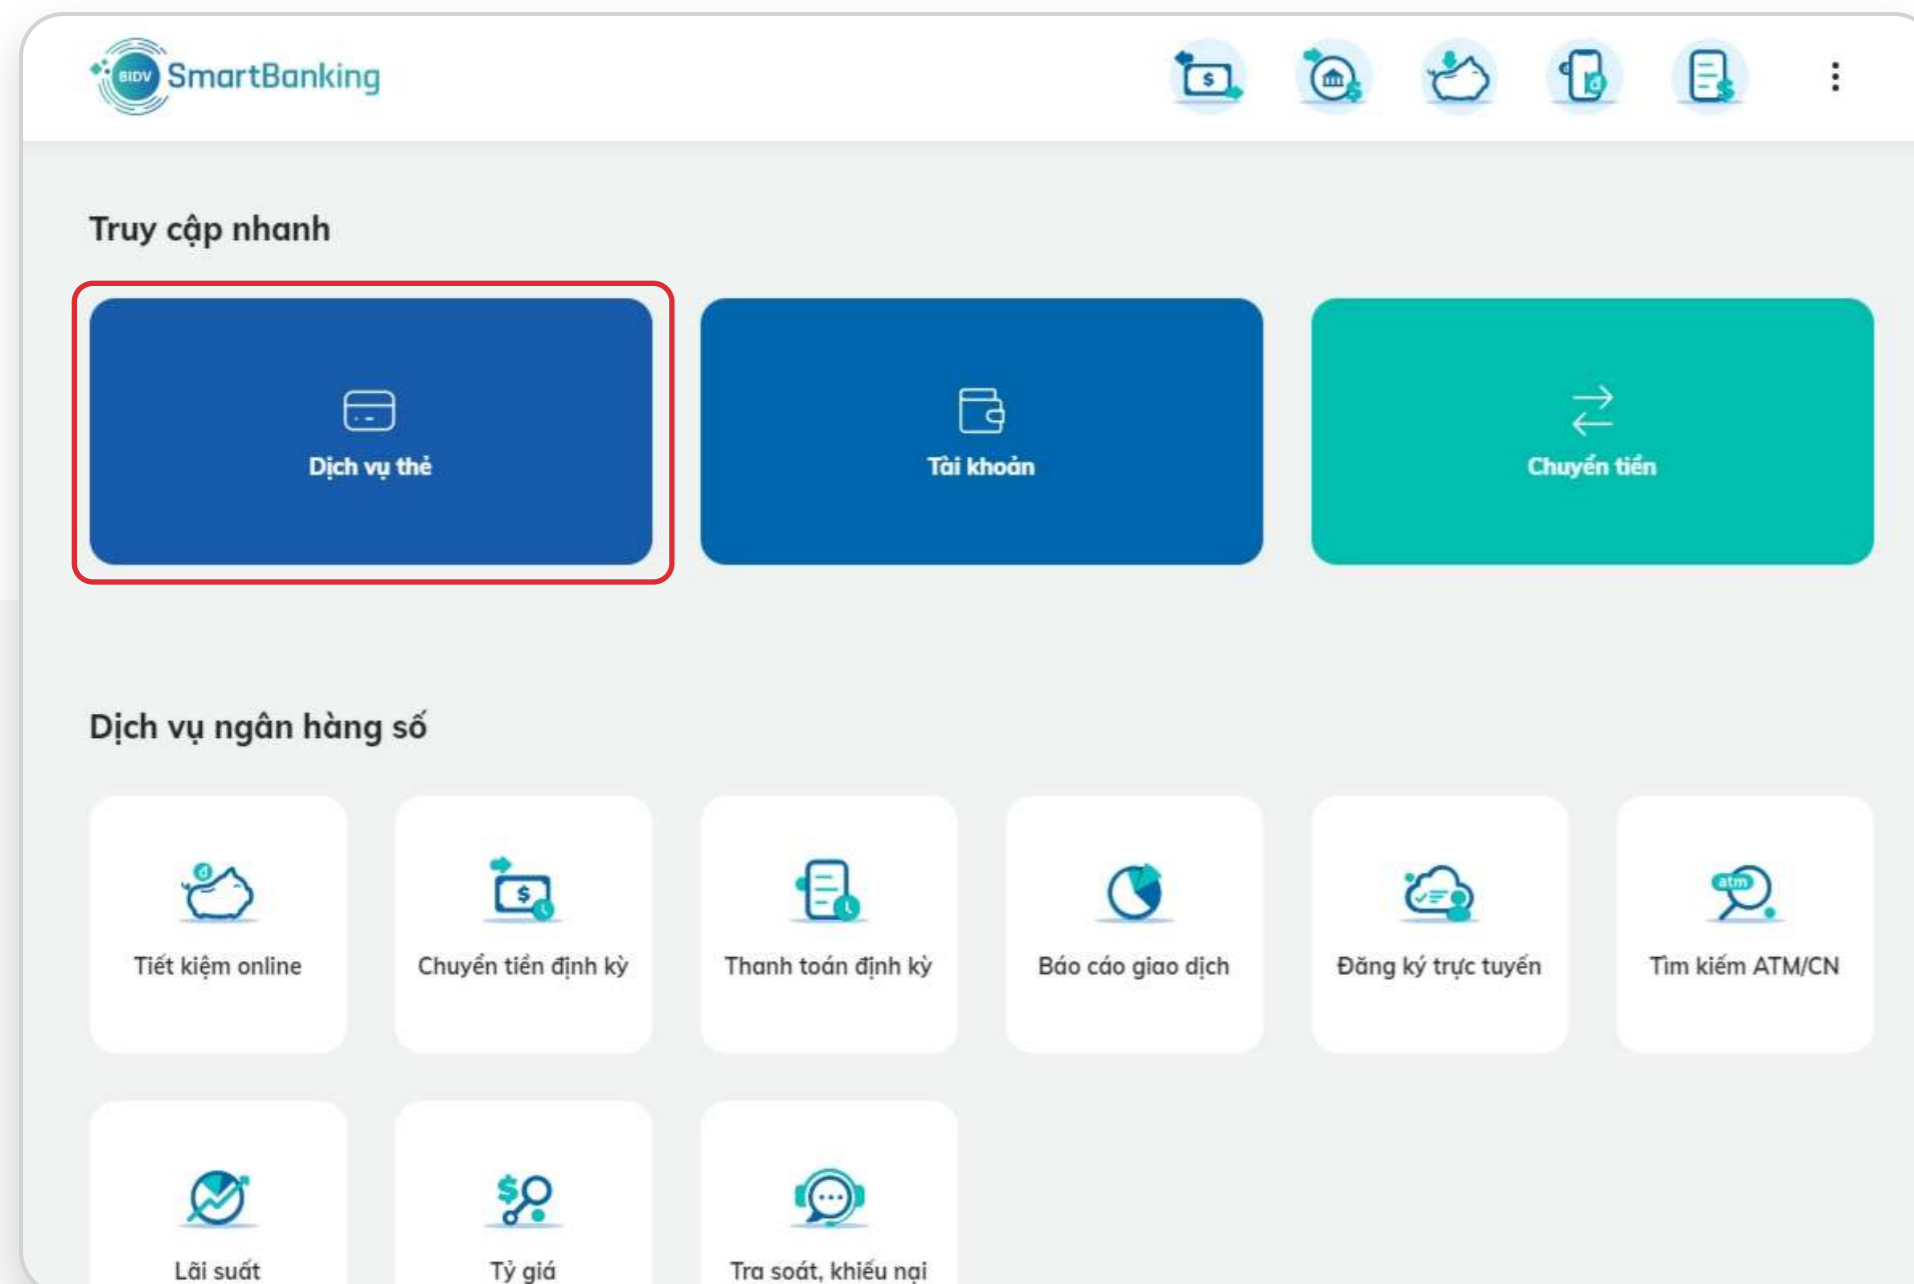 BIDV SmartBanking
Truy cập nhanh
Dịch vụ thẻ
Tài khoản
Chuyển tiền
Dịch vụ ngân hàng số
Tiết kiệm online
Chuyển tiền định kỳ
Thanh toán định kỳ
Báo cáo giao dịch
Đăng ký trực tuyến
atm
Tìm kiếm ATM/CN
Lãi suất
Tỷ giá
Tra soát, khiếu nại